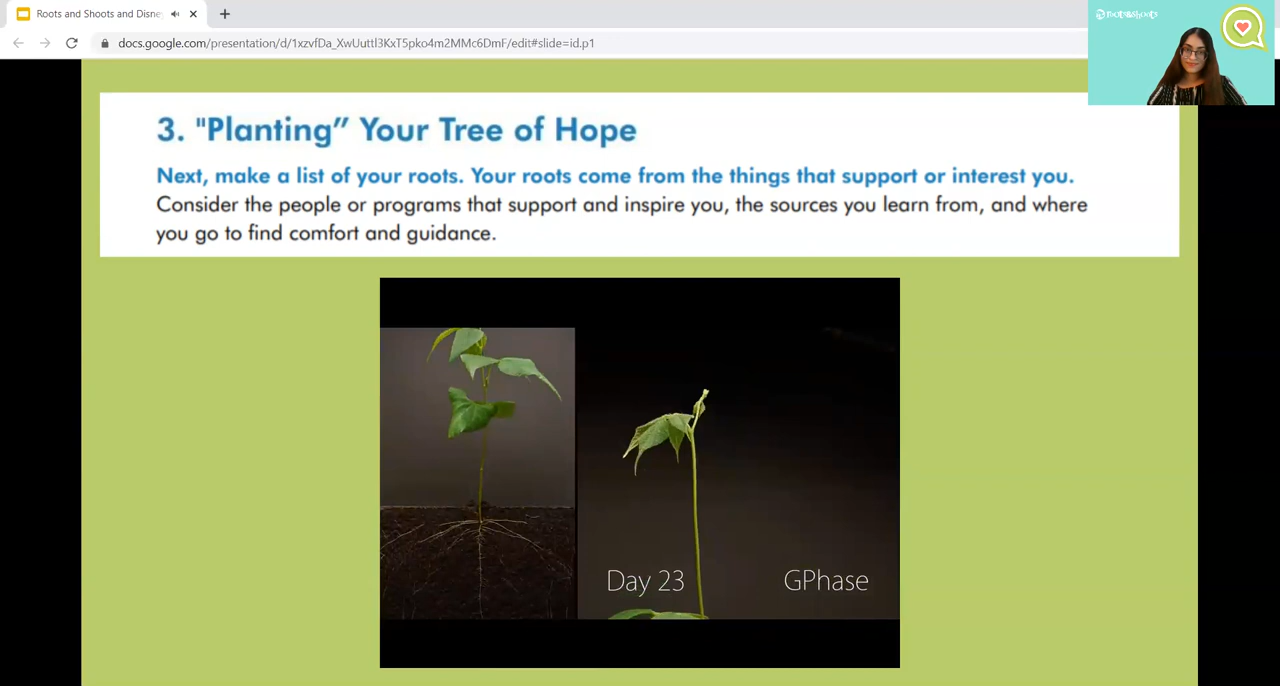 Roots and Shoots and Disne
docs.google.com/presentation/d/1xzvfDa_XwUuttl3KxT5pko4m2MMc6DmF/edit#slide=id.p1
roots&shoots
3. "Planting” Your Tree of Hope
Next, make a list of your roots. Your roots come from the things that support or interest you.
Consider the people or programs that support and inspire you, the sources you learn from, and where
you go to find comfort and guidance.
Day 23
GPhase